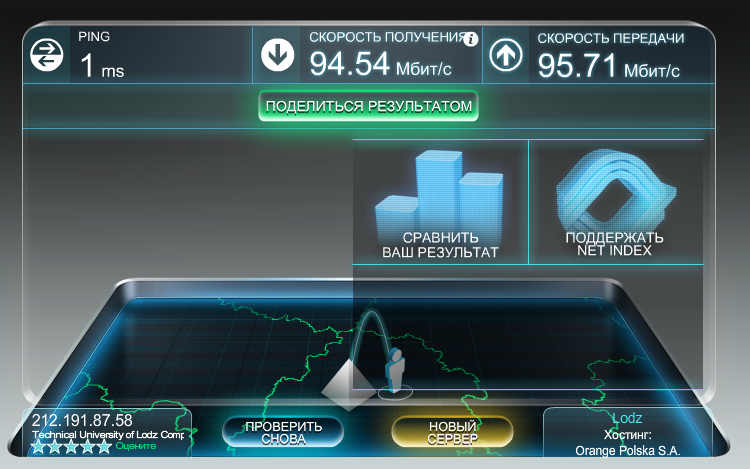 PING
1 ms
СКОРОСТЬ ПОЛУЧЕНИЯ
94.54 Мбит/с
СКОРОСТЬ ПЕРЕДАЧИ
95.71 Мбит/с
ПОДЕЛИТЬСЯ РЕЗУЛЬТАТОМ
СРАВНИТЬ
ВАШ РЕЗУЛЬТАТ
ПОДДЕРЖАТЬ
NET INDEX
212.191.87.58
Technical University of Lodz Comp
Оцените
ПРОВЕРИТЬ
СНОВА
НОВЫЙ
СЕРВЕР
Lodz
Хостинг:
Orange Polska S.A.